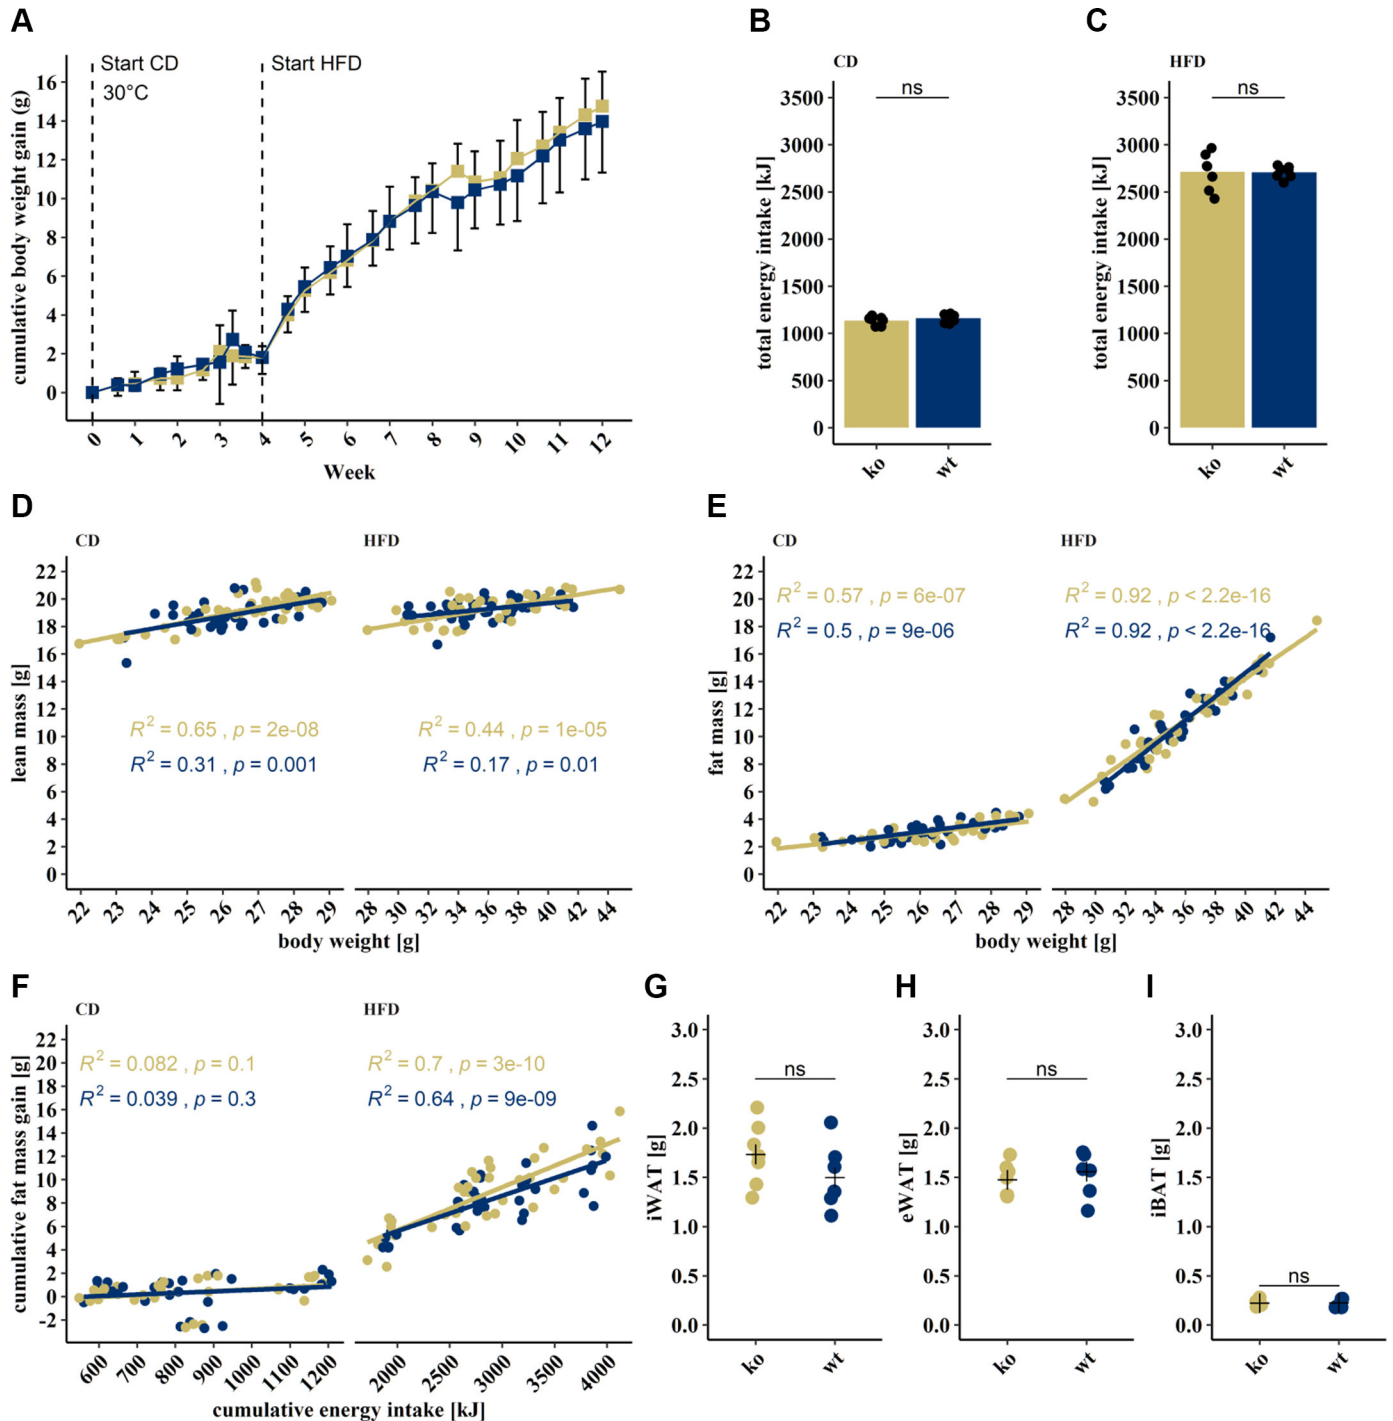 A
Start CD
30°C
Start HFD
cumulative body weight gain (g)
16
14
12
10
8
6
4
2
0
0 1 2 3 4 5 6 7 8 9 10 11 12
Week
B
CD
ns
total energy intake [kJ]
3500
3000
2500
2000
1500
1000
500
0
ko wt
C
HFD
ns
total energy intake [kJ]
3500
3000
2500
2000
1500
1000
500
0
ko wt
D
CD HFD
lean mass [g]
22
20
18
16
14
12
10
8
6
4
2
0
R² = 0.65 , p = 2e-08
R² = 0.31 , p = 0.001
R² = 0.44 , p = 1e-05
R² = 0.17 , p = 0.01
22 23 24 25 26 27 28 29 28 30 32 34 36 38 40 42 44
body weight [g]
E
CD HFD
fat mass [g]
22
20
18
16
14
12
10
8
6
4
2
0
R² = 0.57 , p = 6e-07
R² = 0.5 , p = 9e-06
R² = 0.92 , p < 2.2e-16
R² = 0.92 , p < 2.2e-16
22 23 24 25 26 27 28 29 28 30 32 34 36 38 40 42 44
body weight [g]
F
CD HFD
cumulative fat mass gain [g]
22
20
18
16
14
12
10
8
6
4
2
0
-2
R² = 0.082 , p = 0.1
R² = 0.039 , p = 0.3
R² = 0.7 , p = 3e-10
R² = 0.64 , p = 9e-09
600 700 800 900 1000 1100 1200 2000 2500 3000 3500 4000
cumulative energy intake [kJ]
G
iWAT [g]
3.0
2.5
2.0
1.5
1.0
0.5
0.0
ns
ko wt
H
eWAT [g]
3.0
2.5
2.0
1.5
1.0
0.5
0.0
ns
ko wt
I
iBAT [g]
3.0
2.5
2.0
1.5
1.0
0.5
0.0
ns
ko wt